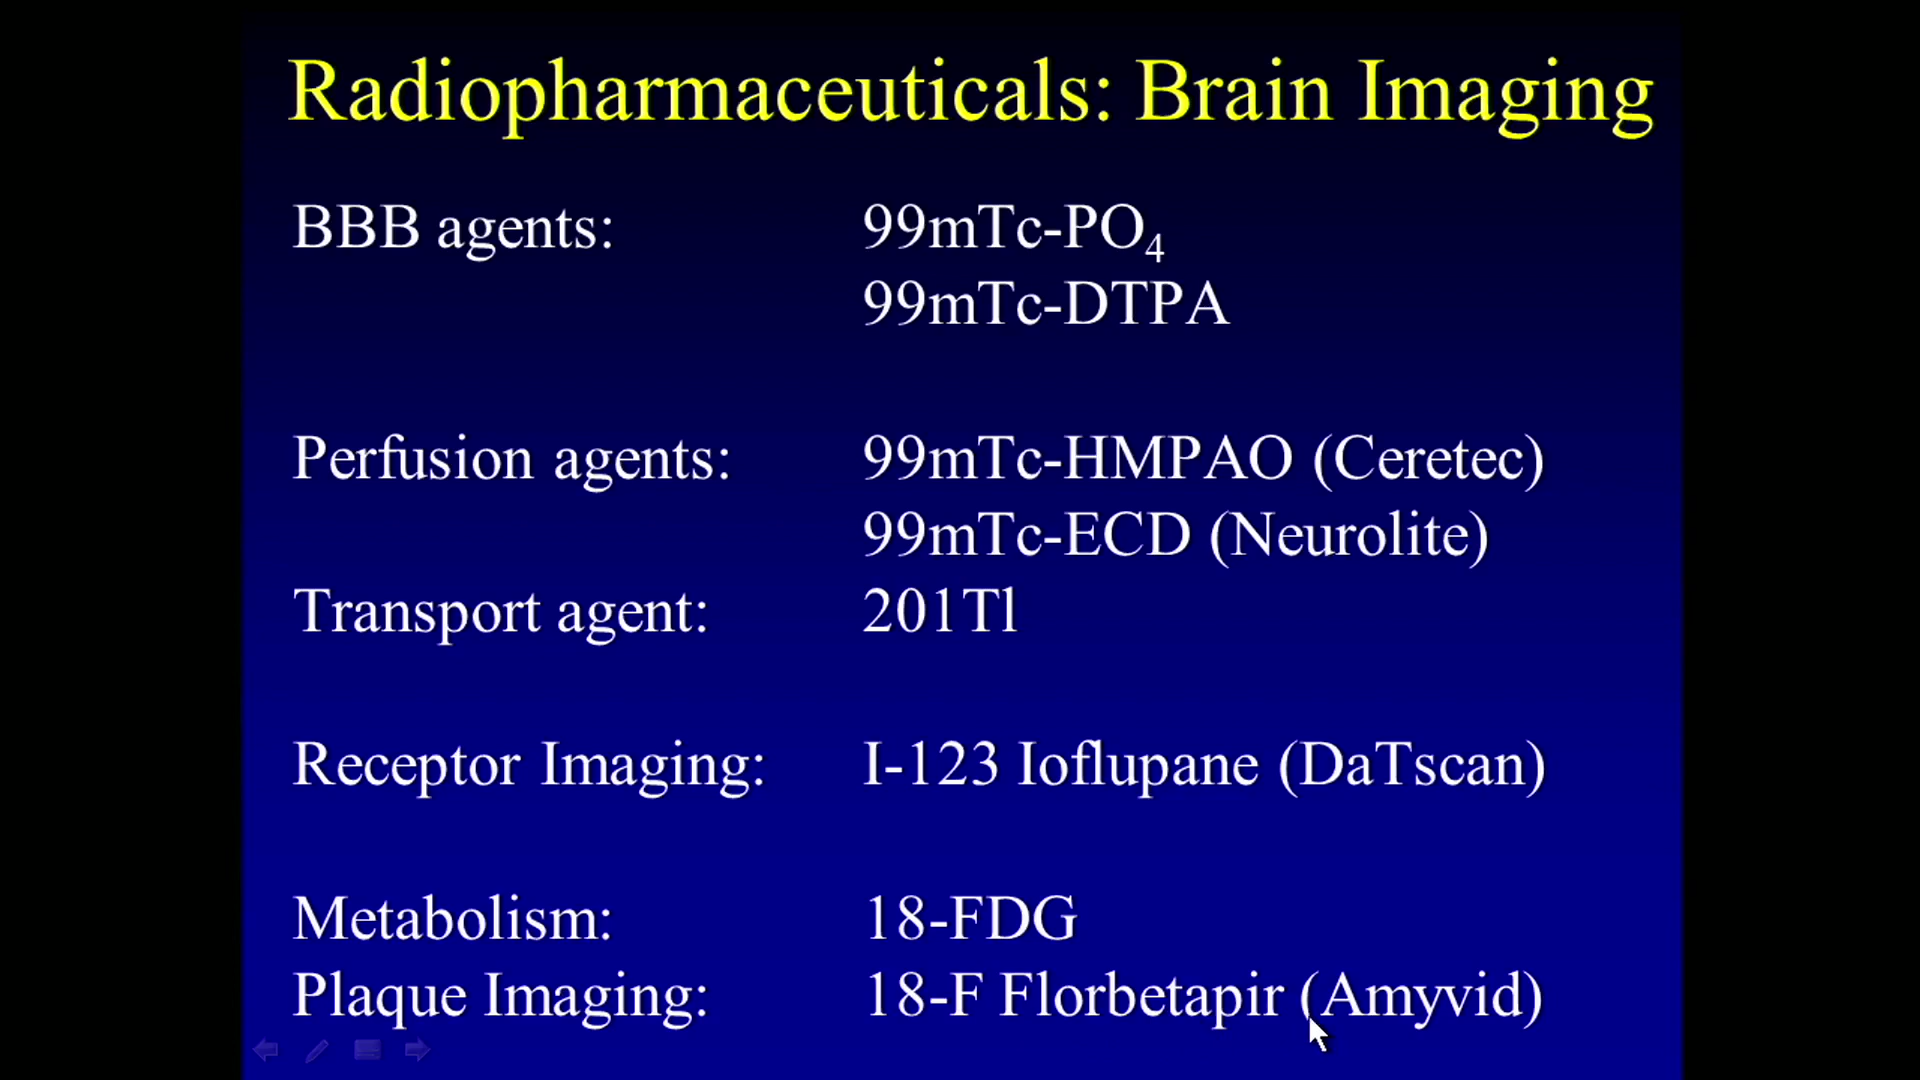 Radiopharmaceuticals: Brain Imaging
BBB agents: 99mTc-PO₄
99mTc-DTPA
Perfusion agents: 99mTc-HMPAO (Ceretec)
99mTc-ECD (Neurolite)
Transport agent: 201Tl
Receptor Imaging: I-123 Ioflupane (DaTscan)
Metabolism: 18-FDG
Plaque Imaging: 18-F Florbetapir (Amyvid)